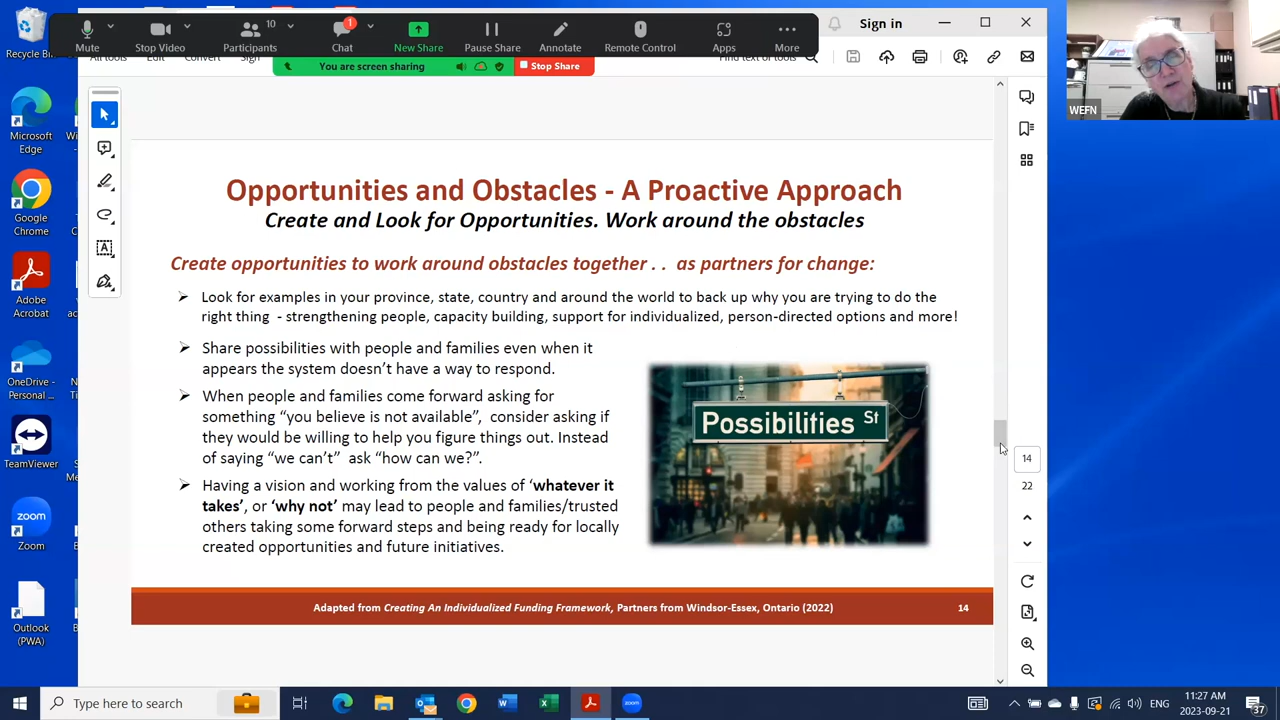 Recycle Bin
Microsoft Edge
Google Chrome
Adobe Acrobat
OneDrive - Personal ...
TeamViewer
Zoom
Outlook (PWA)
Mute
Stop Video
10
Participants
1
Chat
New Share
Pause Share
Annotate
Remote Control
Apps
More
Sign in
You are screen sharing
Stop Share
All tools
Edit
Convert
Sign
Find text or tools
WEFN
Opportunities and Obstacles - A Proactive Approach
Create and Look for Opportunities. Work around the obstacles
Create opportunities to work around obstacles together . . as partners for change:
➢ Look for examples in your province, state, country and around the world to back up why you are trying to do the
right thing - strengthening people, capacity building, support for individualized, person-directed options and more!
➢ Share possibilities with people and families even when it
appears the system doesn't have a way to respond.
➢ When people and families come forward asking for
something "you believe is not available", consider asking if
they would be willing to help you figure things out. Instead
of saying "we can't" ask "how can we?".
➢ Having a vision and working from the values of 'whatever it
takes', or 'why not' may lead to people and families/trusted
others taking some forward steps and being ready for locally
created opportunities and future initiatives.
Possibilities St
Adapted from Creating An Individualized Funding Framework, Partners from Windsor-Essex, Ontario (2022)
14
14
22
Type here to search
ENG
11:27 AM
2023-09-21
37